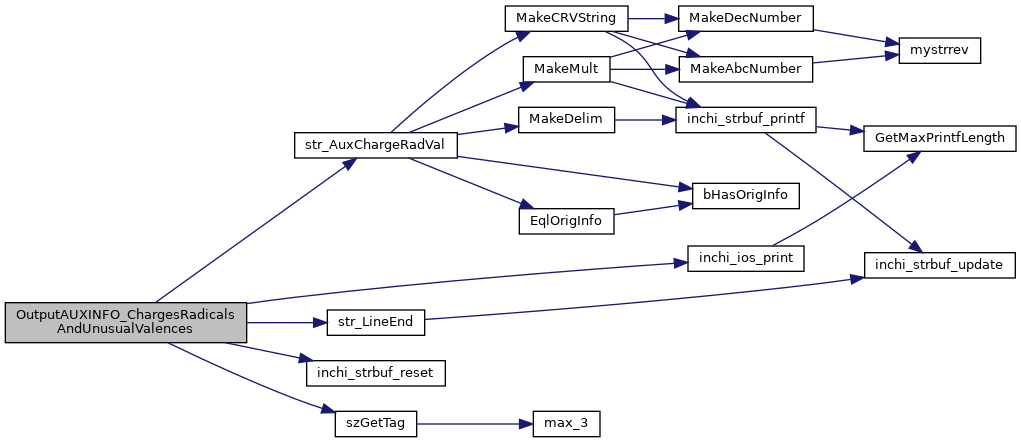 MakeCRVString
MakeDecNumber
mystrrev
MakeMult
MakeAbcNumber
MakeDelim
inchi_strbuf_printf
GetMaxPrintfLength
str_AuxChargeRadVal
bHasOrigInfo
EqlOrigInfo
inchi_ios_print
inchi_strbuf_update
OutputAUXINFO_ChargesRadicals
AndUnusualValences
str_LineEnd
inchi_strbuf_reset
szGetTag
max_3